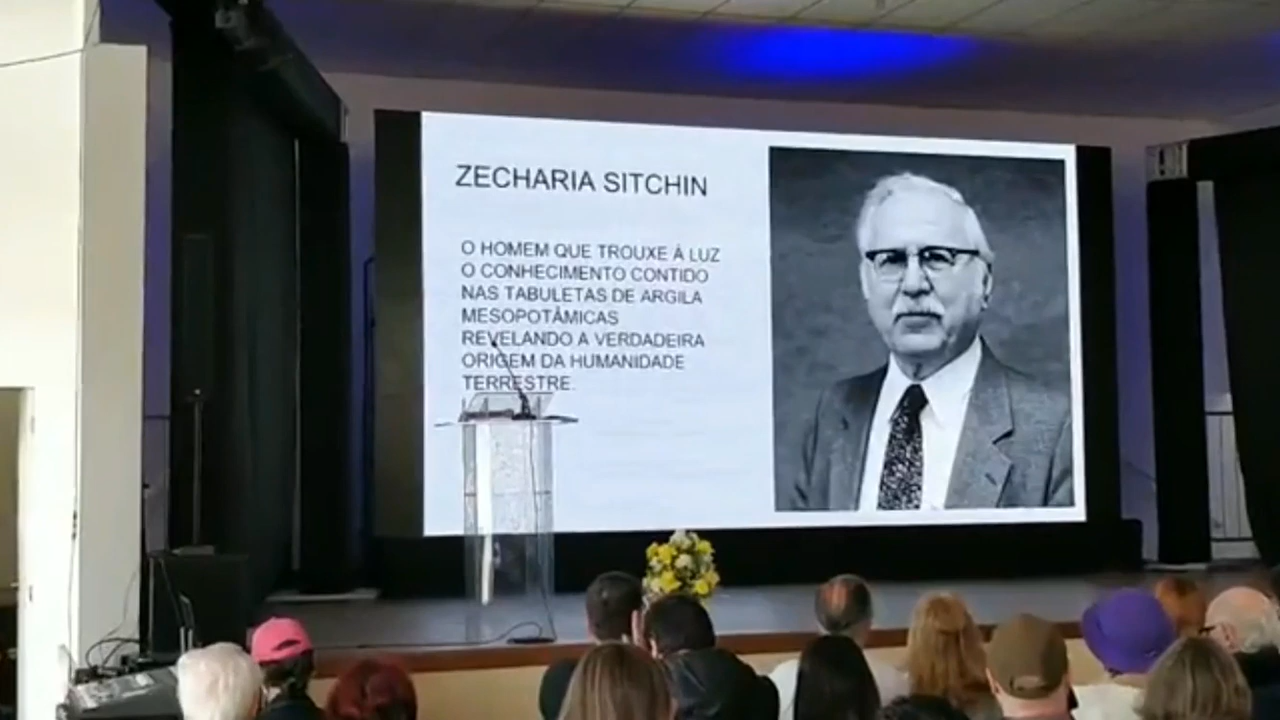 ZECHARIA SITCHIN
O HOMEM QUE TROUXE À LUZ
O CONHECIMENTO CONTIDO
NAS TABULETAS DE ARGILA
MESOPOTÂMICAS
REVELANDO A VERDADEIRA
ORIGEM DA HUMANIDADE
TERRESTRE.